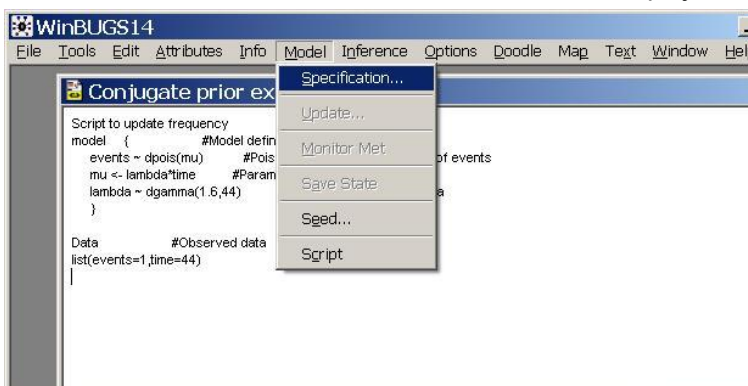 WinBUGS14
File Tools Edit Attributes Info Model Inference Options Doodle Map Text Window Hel
Conjugate prior ex
Specification...
Update...
Monitor Met
Save State
Seed...
Script
Script to update frequency
model { #Model defin
events ~ dpois(mu) #Pois of events
mu <- lambda*time #Param
lambda ~ dgamma(1.6,44) a
}
Data #Observed data
list(events=1,time=44)